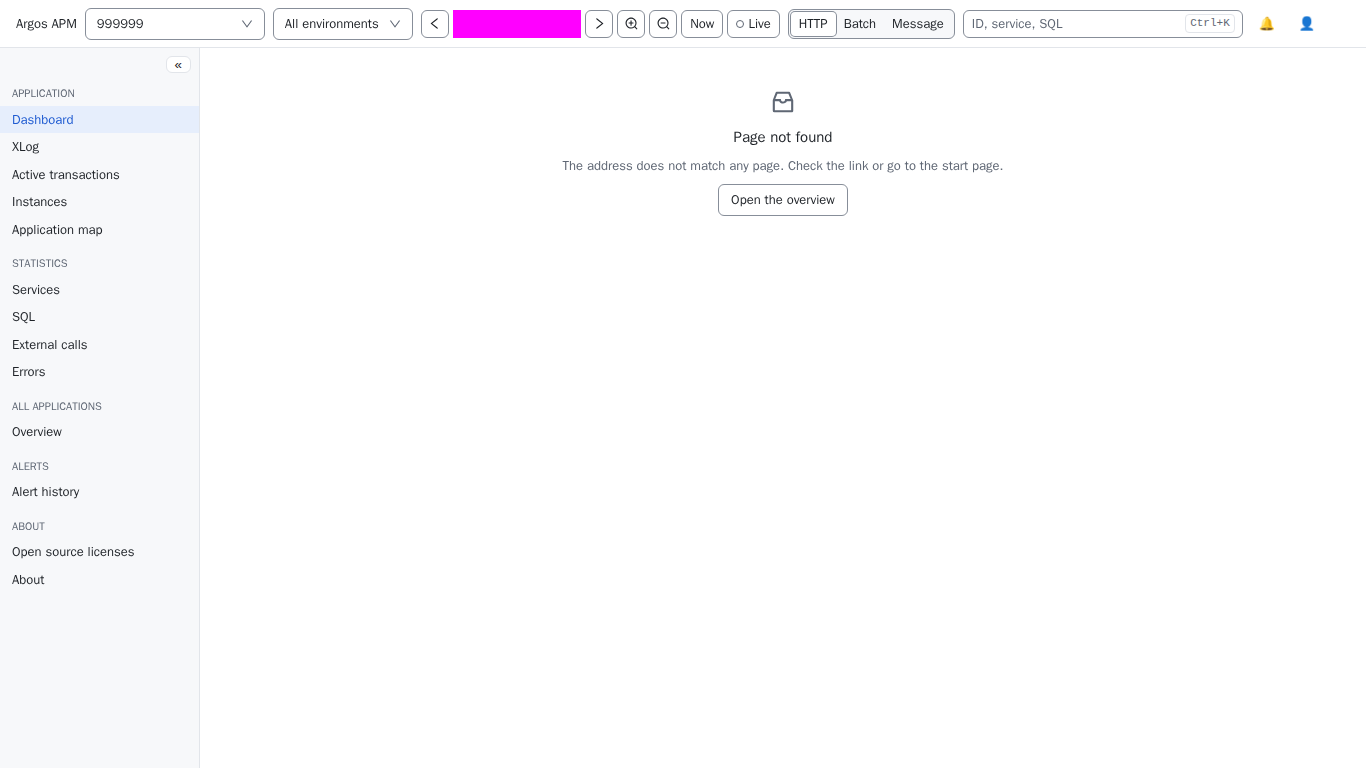 Argos APM 999999 All environments Now Live HTTP Batch Message ID, service, SQL Ctrl+K
«
APPLICATION
Dashboard
XLog
Active transactions
Instances
Application map
STATISTICS
Services
SQL
External calls
Errors
ALL APPLICATIONS
Overview
ALERTS
Alert history
ABOUT
Open source licenses
About
Page not found
The address does not match any page. Check the link or go to the start page.
Open the overview